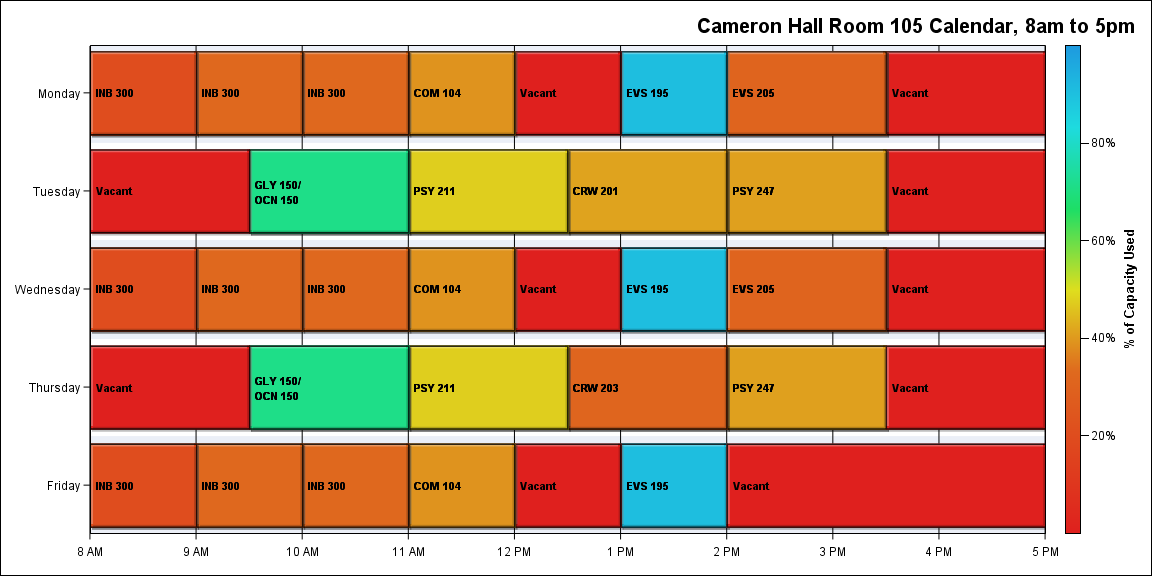 Cameron Hall Room 105 Calendar, 8am to 5pm
Monday
INB 300
INB 300
INB 300
COM 104
Vacant
EVS 195
EVS 205
Vacant
Tuesday
Vacant
GLY 150/
OCN 150
PSY 211
CRW 201
PSY 247
Vacant
Wednesday
INB 300
INB 300
INB 300
COM 104
Vacant
EVS 195
EVS 205
Vacant
Thursday
Vacant
GLY 150/
OCN 150
PSY 211
CRW 203
PSY 247
Vacant
Friday
INB 300
INB 300
INB 300
COM 104
Vacant
EVS 195
Vacant
8 AM
9 AM
10 AM
11 AM
12 PM
1 PM
2 PM
3 PM
4 PM
5 PM
80%
60%
40%
20%
% of Capacity Used